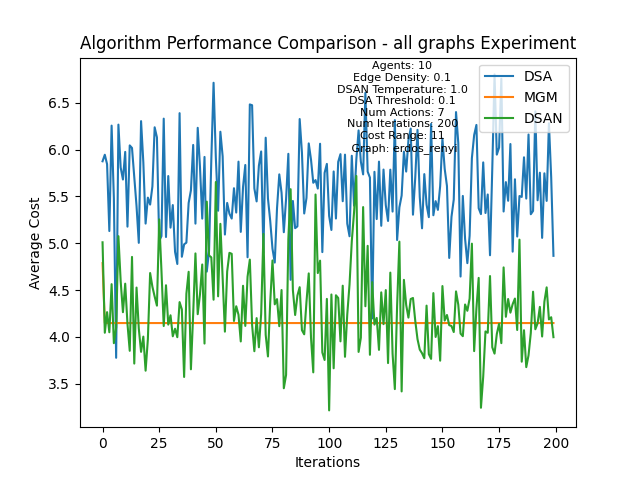 Algorithm Performance Comparison - all graphs Experiment
Agents: 10
Edge Density: 0.1
DSAN Temperature: 1.0
DSA Threshold: 0.1
Num Actions: 7
Num Iterations: 200
Cost Range: 11
Graph: erdos_renyi
DSA
MGM
DSAN
Average Cost
6.5
6.0
5.5
5.0
4.5
4.0
3.5
0 25 50 75 100 125 150 175 200
Iterations